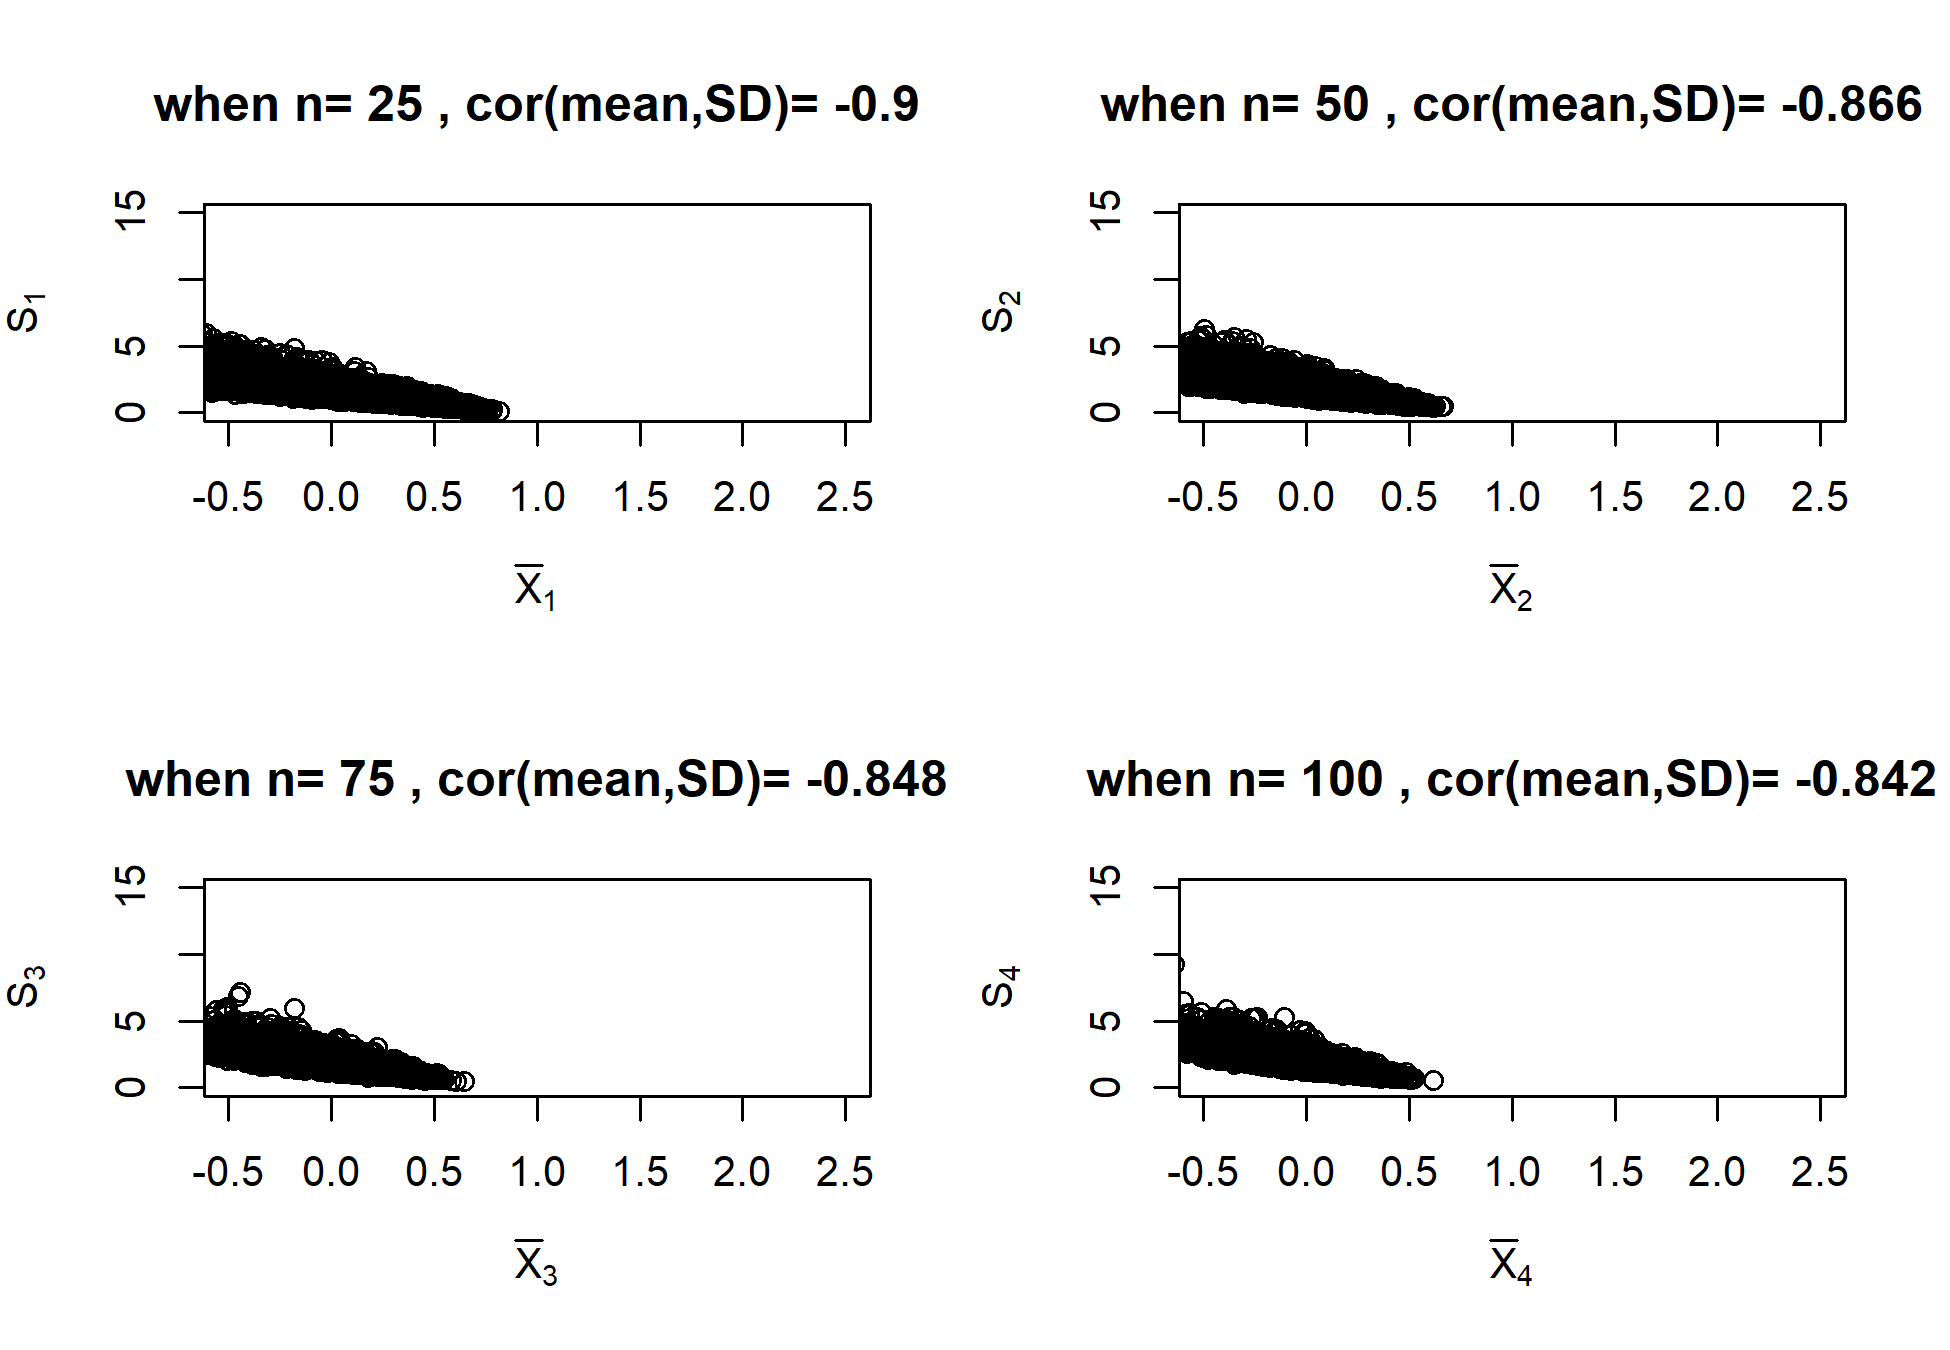 when n= 25 , cor(mean,SD)= -0.9
15
5
0
S1
-0.5 0.0 0.5 1.0 1.5 2.0 2.5
X̅1
when n= 50 , cor(mean,SD)= -0.866
15
5
0
S2
-0.5 0.0 0.5 1.0 1.5 2.0 2.5
X̅2
when n= 75 , cor(mean,SD)= -0.848
15
5
0
S3
-0.5 0.0 0.5 1.0 1.5 2.0 2.5
X̅3
when n= 100 , cor(mean,SD)= -0.842
15
5
0
S4
-0.5 0.0 0.5 1.0 1.5 2.0 2.5
X̅4